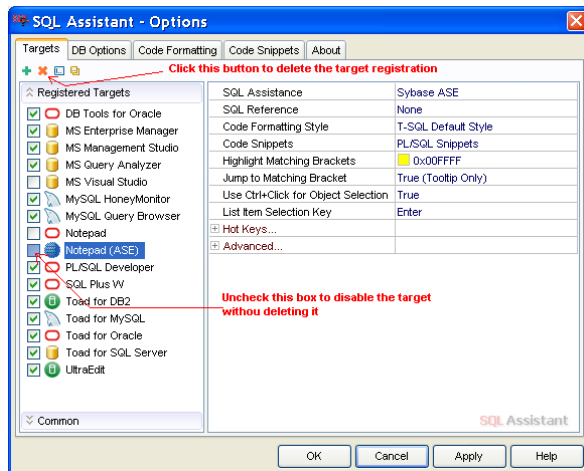 SQL Assistant - Options
Targets DB Options Code Formatting Code Snippets About
Click this button to delete the target registration
Registered Targets
DB Tools for Oracle
MS Enterprise Manager
MS Management Studio
MS Query Analyzer
MS Visual Studio
MySQL HoneyMonitor
MySQL Query Browser
Notepad
Notepad (ASE)
PL/SQL Developer
SQL Plus W
Toad for DB2
Toad for MySQL
Toad for Oracle
Toad for SQL Server
UltraEdit
Common
SQL Assistance Sybase ASE
SQL Reference None
Code Formatting Style T-SQL Default Style
Code Snippets PL/SQL Snippets
Highlight Matching Brackets 0x00FFFF
Jump to Matching Bracket True (Tooltip Only)
Use Ctrl+Click for Object Selection True
List Item Selection Key Enter
Hot Keys...
Advanced...
Uncheck this box to disable the target
withou deleting it
SQL Assistant
OK Cancel Apply Help